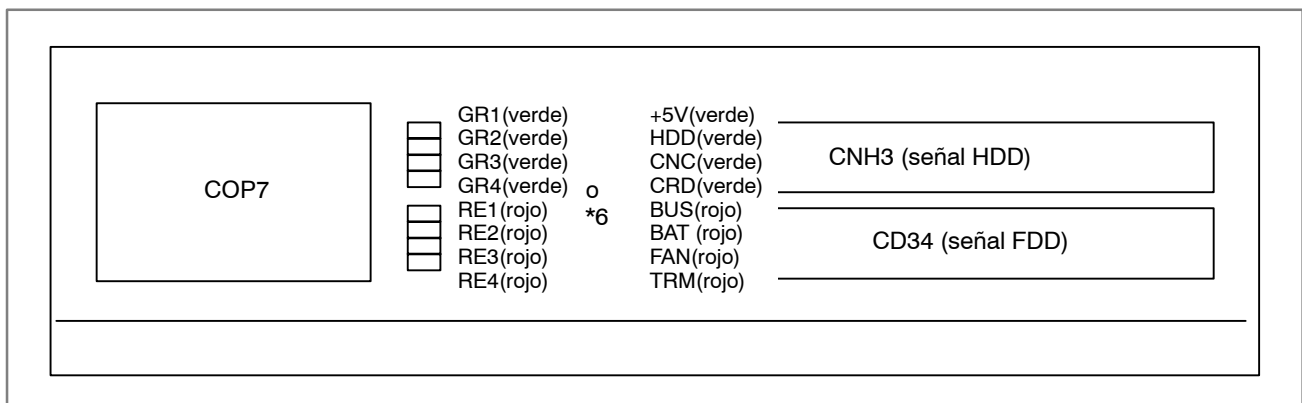 COP7
GR1(verde)
GR2(verde)
GR3(verde)
GR4(verde)
RE1(rojo)
RE2(rojo)
RE3(rojo)
RE4(rojo)
o
*6
+5V(verde)
HDD(verde)
CNC(verde)
CRD(verde)
BUS(rojo)
BAT (rojo)
FAN(rojo)
TRM(rojo)
CNH3 (señal HDD)
CD34 (señal FDD)